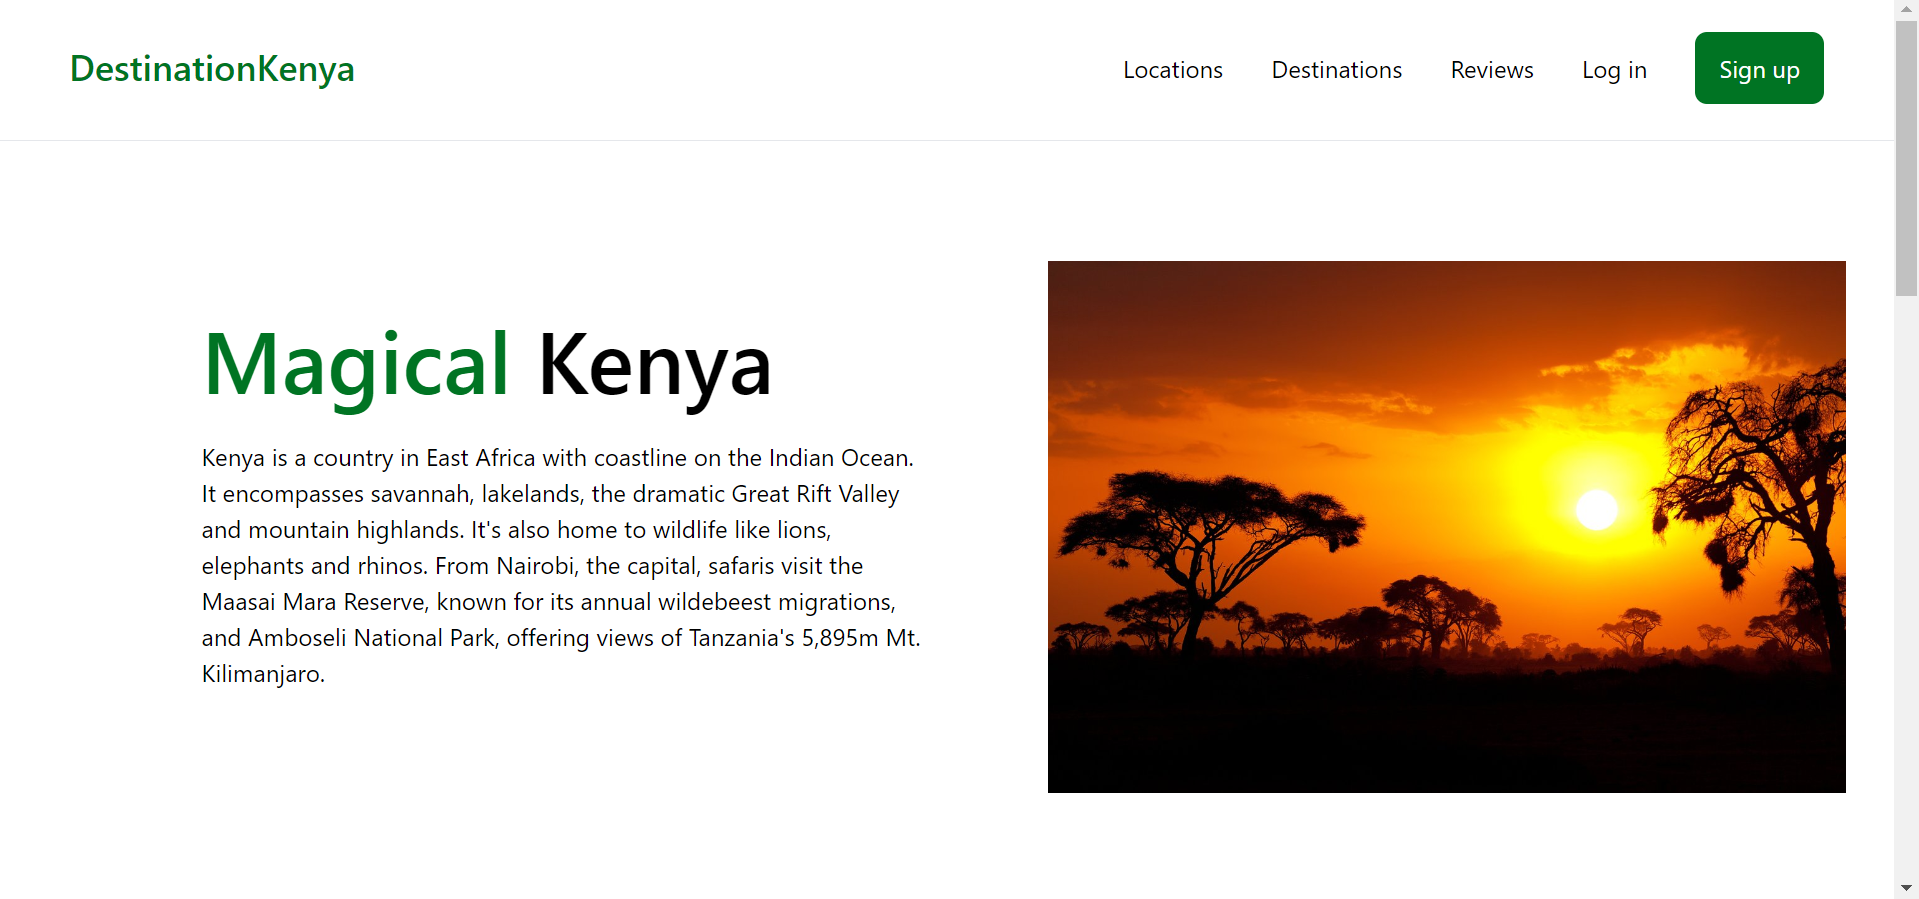 DestinationKenya
Locations
Destinations
Reviews
Log in
Sign up
Magical Kenya
Kenya is a country in East Africa with coastline on the Indian Ocean.
It encompasses savannah, lakelands, the dramatic Great Rift Valley
and mountain highlands. It's also home to wildlife like lions,
elephants and rhinos. From Nairobi, the capital, safaris visit the
Maasai Mara Reserve, known for its annual wildebeest migrations,
and Amboseli National Park, offering views of Tanzania's 5,895m Mt.
Kilimanjaro.